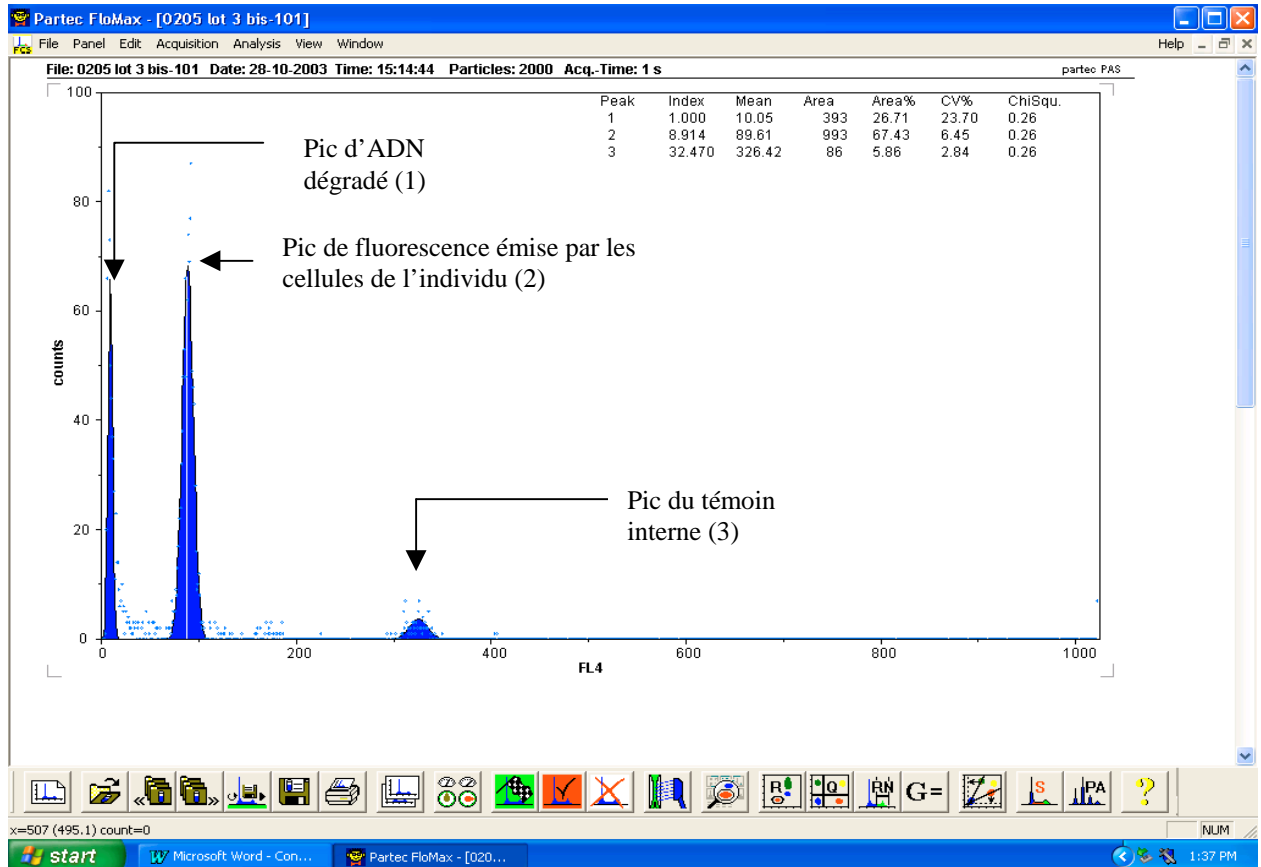 Partec FloMax - [0205 lot 3 bis-101]
FCS File Panel Edit Acquisition Analysis View Window Help
File: 0205 lot 3 bis-101 Date: 28-10-2003 Time: 15:14:44 Particles: 2000 Acq.-Time: 1 s partec PAS
Peak Index Mean Area Area% CV% ChiSqu.
1 1.000 10.05 393 26.71 23.70 0.26
2 8.914 89.61 993 67.43 6.45 0.26
3 32.470 326.42 86 5.86 2.84 0.26
100
80
60
40
20
0
counts
Pic d'ADN
dégradé (1)
Pic de fluorescence émise par les
cellules de l'individu (2)
Pic du témoin
interne (3)
0 200 400 600 800 1000
FL4
R Q RN G= S PA ?
x=507 (495.1) count=0 NUM
start Microsoft Word - Con... Partec FloMax - [020... 1:37 PM